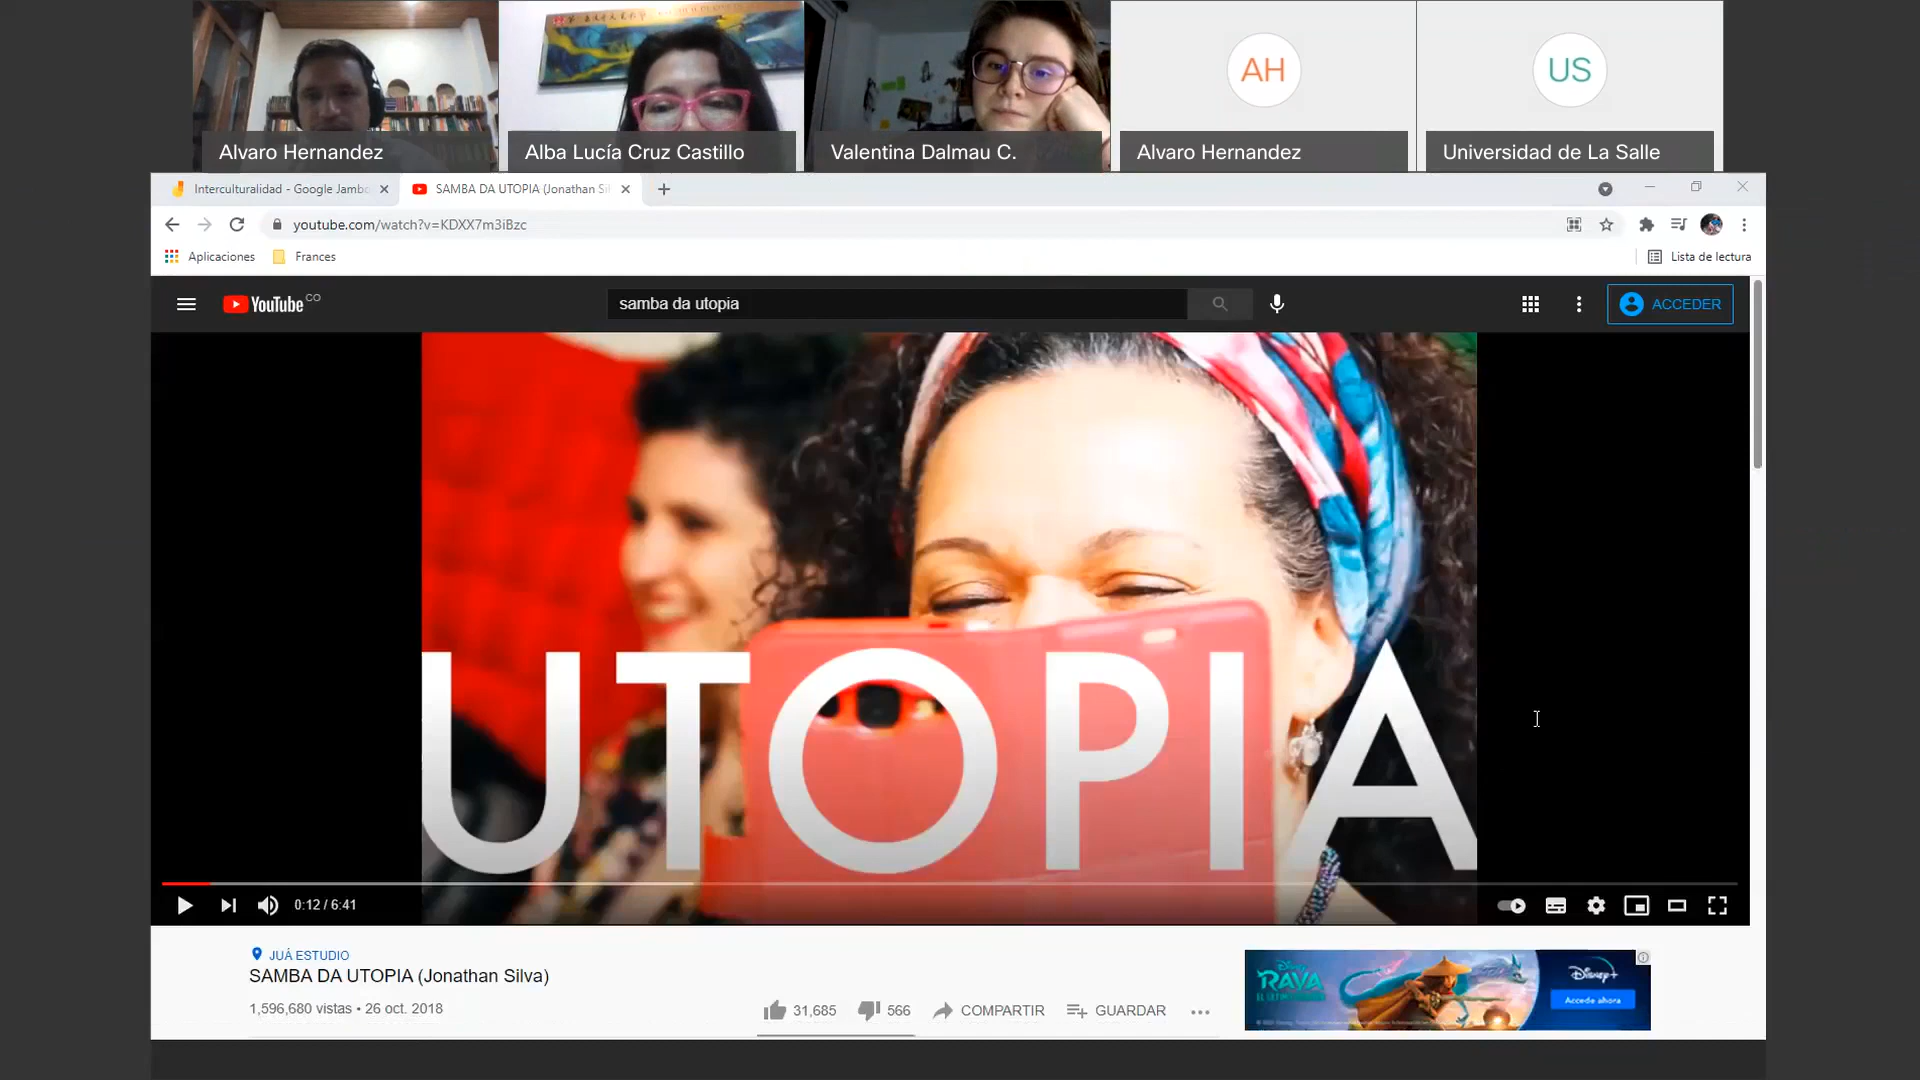 AH
US
Alvaro Hernandez
Alba Lucía Cruz Castillo
Valentina Dalmau C.
Alvaro Hernandez
Universidad de La Salle
Interculturalidad - Google Jambo
SAMBA DA UTOPIA (Jonathan Sil
youtube.com/watch?v=KDXX7m3iBzc
Aplicaciones
Frances
Lista de lectura
YouTube CO
samba da utopia
ACCEDER
UTOPIA
0:12 / 6:41
JUÁ ESTUDIO
SAMBA DA UTOPIA (Jonathan Silva)
1,596,680 vistas • 26 oct. 2018
31,685
566
COMPARTIR
GUARDAR
Disney
RAYA
Disney+
Accede ahora